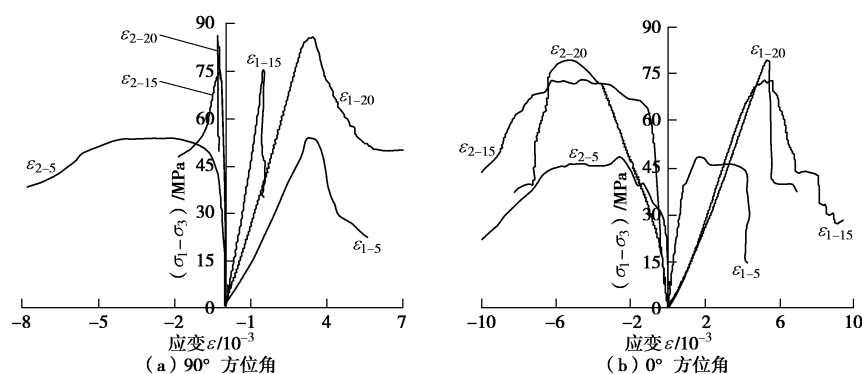 90
75
60
45
30
15
0
(σ₁−σ₃)/MPa
ε₂₋₂₀
ε₂₋₁₅
ε₂₋₅
ε₁₋₁₅
ε₁₋₂₀
ε₁₋₅
−8 −5 −2 −1 4 7
应变ε/10⁻³
(a)90° 方位角
90
75
60
45
30
15
0
(σ₁−σ₃)/MPa
ε₂₋₂₀
ε₂₋₁₅
ε₂₋₅
ε₁₋₂₀
ε₁₋₁₅
ε₁₋₅
−10 −6 −2 2 6 10
应变ε/10⁻³
(b)0° 方位角